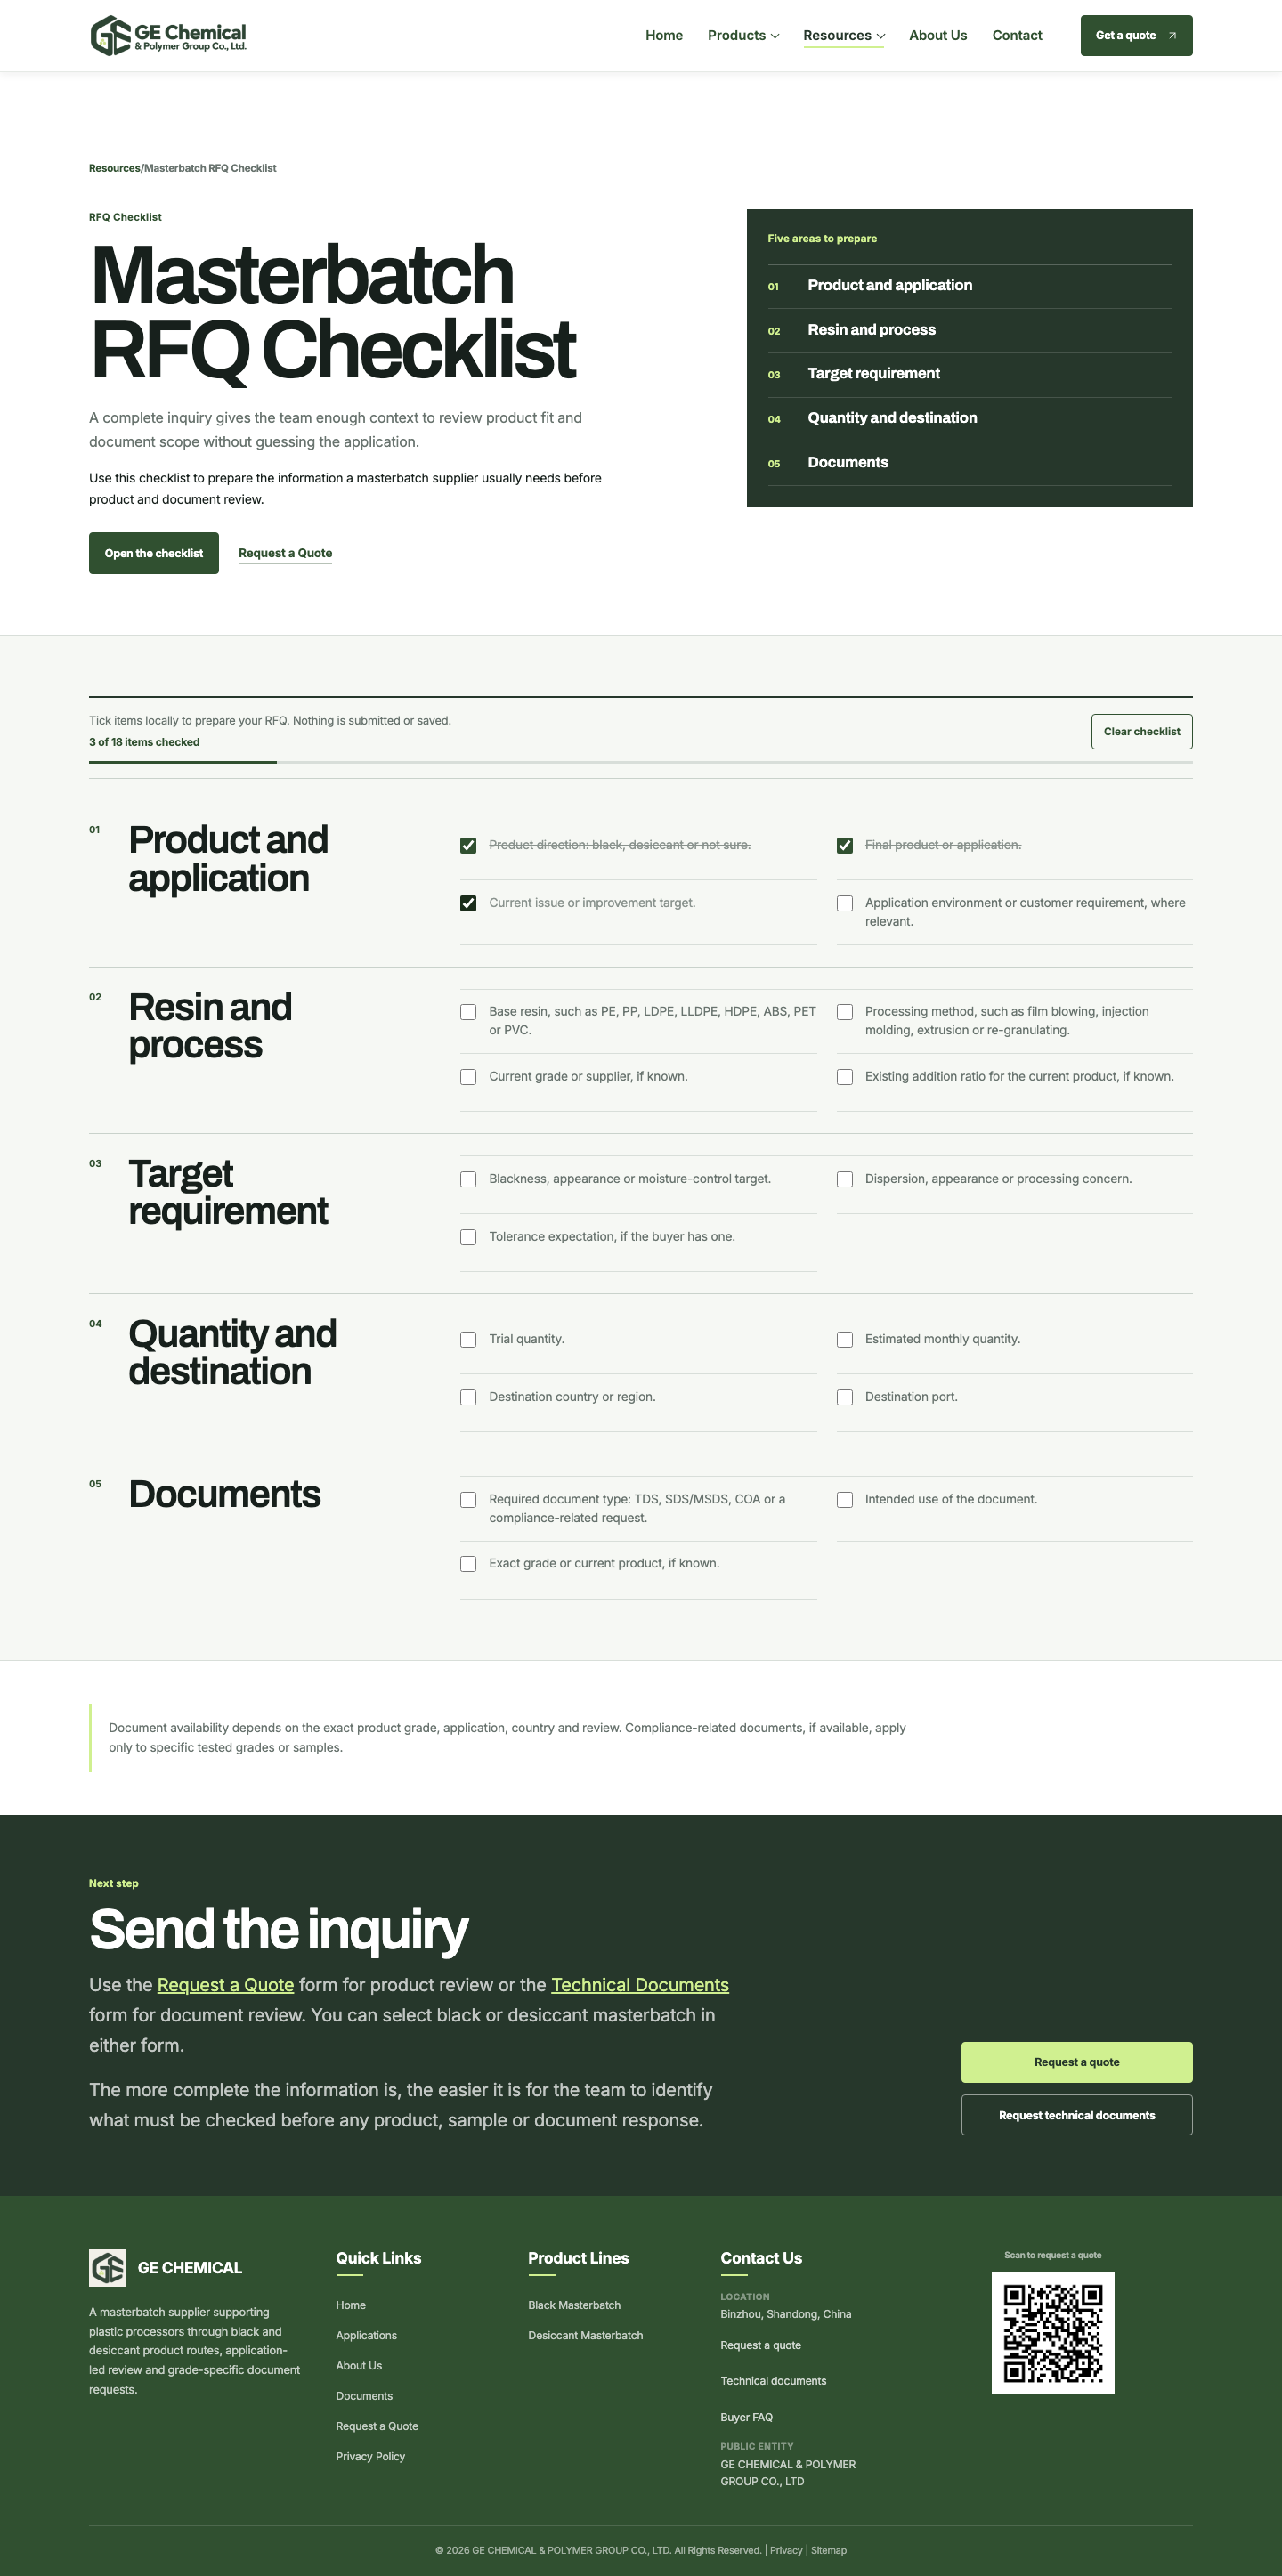 GE Chemical
& Polymer Group Co., Ltd.
Home
Products
Resources
About Us
Contact
Get a quote
Resources/Masterbatch RFQ Checklist
RFQ Checklist
Masterbatch
RFQ Checklist
A complete inquiry gives the team enough context to review product fit and
document scope without guessing the application.
Use this checklist to prepare the information a masterbatch supplier usually needs before
product and document review.
Open the checklist
Request a Quote
Five areas to prepare
01 Product and application
02 Resin and process
03 Target requirement
04 Quantity and destination
05 Documents
Tick items locally to prepare your RFQ. Nothing is submitted or saved.
3 of 18 items checked
Clear checklist
01
Product and
application
Product direction: black, desiccant or not sure.
Final product or application.
Current issue or improvement target.
Application environment or customer requirement, where
relevant.
02
Resin and
process
Base resin, such as PE, PP, LDPE, LLDPE, HDPE, ABS, PET
or PVC.
Processing method, such as film blowing, injection
molding, extrusion or re-granulating.
Current grade or supplier, if known.
Existing addition ratio for the current product, if known.
03
Target
requirement
Blackness, appearance or moisture-control target.
Dispersion, appearance or processing concern.
Tolerance expectation, if the buyer has one.
04
Quantity and
destination
Trial quantity.
Estimated monthly quantity.
Destination country or region.
Destination port.
05
Documents
Required document type: TDS, SDS/MSDS, COA or a
compliance-related request.
Intended use of the document.
Exact grade or current product, if known.
Document availability depends on the exact product grade, application, country and review. Compliance-related documents, if available, apply
only to specific tested grades or samples.
Next step
Send the inquiry
Use the Request a Quote form for product review or the Technical Documents
form for document review. You can select black or desiccant masterbatch in
either form.
The more complete the information is, the easier it is for the team to identify
what must be checked before any product, sample or document response.
Request a quote
Request technical documents
GE CHEMICAL
A masterbatch supplier supporting
plastic processors through black and
desiccant product routes, application-
led review and grade-specific document
requests.
Quick Links
Home
Applications
About Us
Documents
Request a Quote
Privacy Policy
Product Lines
Black Masterbatch
Desiccant Masterbatch
Contact Us
LOCATION
Binzhou, Shandong, China
Request a quote
Technical documents
Buyer FAQ
PUBLIC ENTITY
GE CHEMICAL & POLYMER
GROUP CO., LTD
Scan to request a quote
© 2026 GE CHEMICAL & POLYMER GROUP CO., LTD. All Rights Reserved. | Privacy | Sitemap